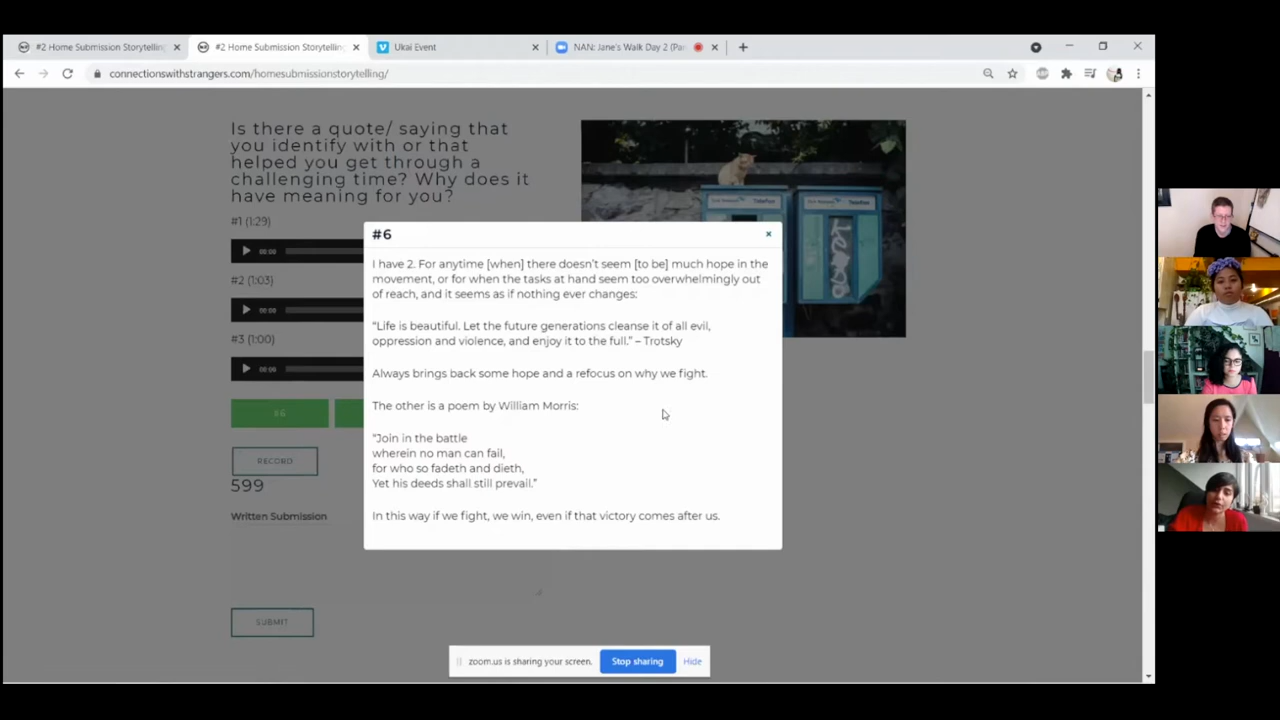 #2 Home Submission Storytelling
#2 Home Submission Storytelling
Ukai Event
NAN: Jane's Walk Day 2 (Pa
connectionswithstrangers.com/homesubmissionstorytelling/
Is there a quote/ saying that
you identify with or that
helped you get through a
challenging time? Why does it
have meaning for you?
#1 (1:29)
00:00
#2 (1:03)
00:00
#3 (1:00)
00:00
#6
RECORD
599
Written Submission
SUBMIT
#6
I have 2. For anytime [when] there doesn't seem [to be] much hope in the
movement, or for when the tasks at hand seem too overwhelmingly out
of reach, and it seems as if nothing ever changes:
"Life is beautiful. Let the future generations cleanse it of all evil,
oppression and violence, and enjoy it to the full." – Trotsky
Always brings back some hope and a refocus on why we fight.
The other is a poem by William Morris:
"Join in the battle
wherein no man can fail,
for who so fadeth and dieth,
Yet his deeds shall still prevail."
In this way if we fight, we win, even if that victory comes after us.
zoom.us is sharing your screen.
Stop sharing
Hide